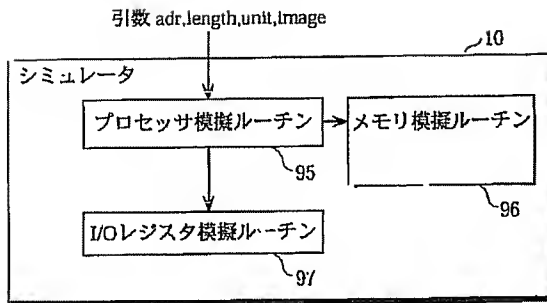 引数 adr,length,unit,image
10
シミュレータ
プロセッサ模擬ルーチン
メモリ模擬ルーチン
95
96
I/Oレジスタ模擬ルーチン
97